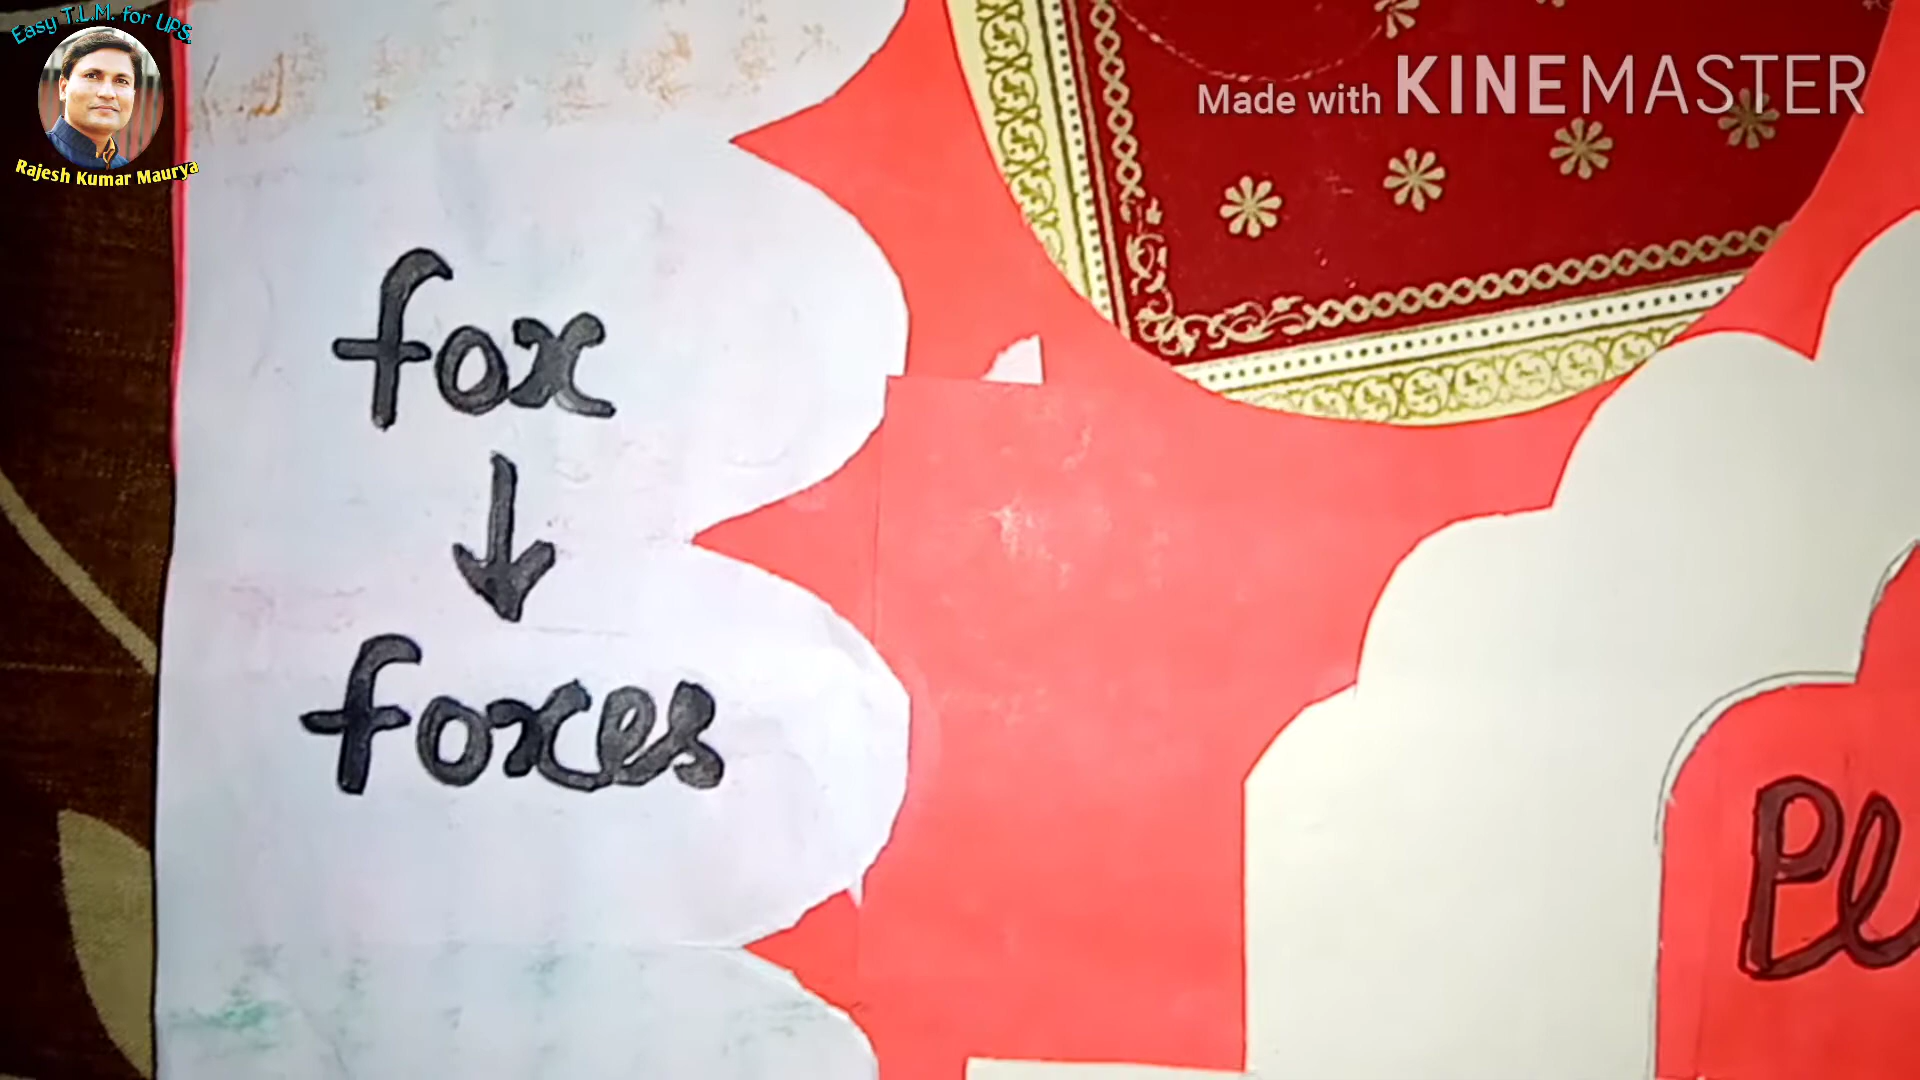 Easy T.L.M. for UPS.
Rajesh Kumar Maurya
Made with KINEMASTER
fox
↓
foxes